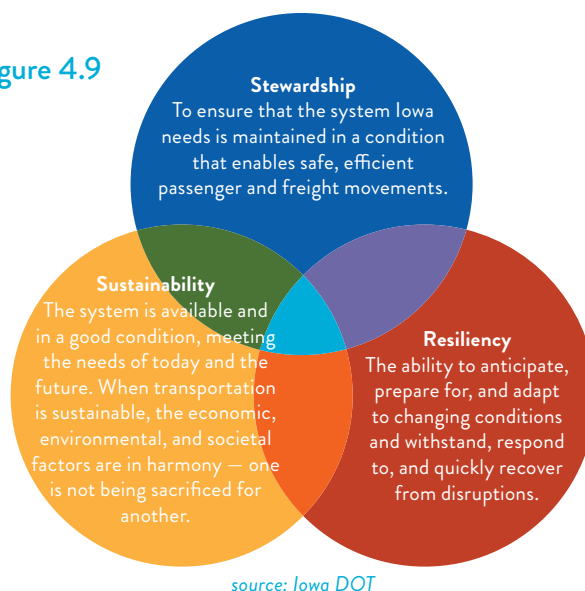 gure 4.9
Stewardship
To ensure that the system Iowa
needs is maintained in a condition
that enables safe, efficient
passenger and freight movements.
Sustainability
The system is available and
in a good condition, meeting
the needs of today and the
future. When transportation
is sustainable, the economic,
environmental, and societal
factors are in harmony — one
is not being sacrificed for
another.
Resiliency
The ability to anticipate,
prepare for, and adapt
to changing conditions
and withstand, respond
to, and quickly recover
from disruptions.
source: Iowa DOT